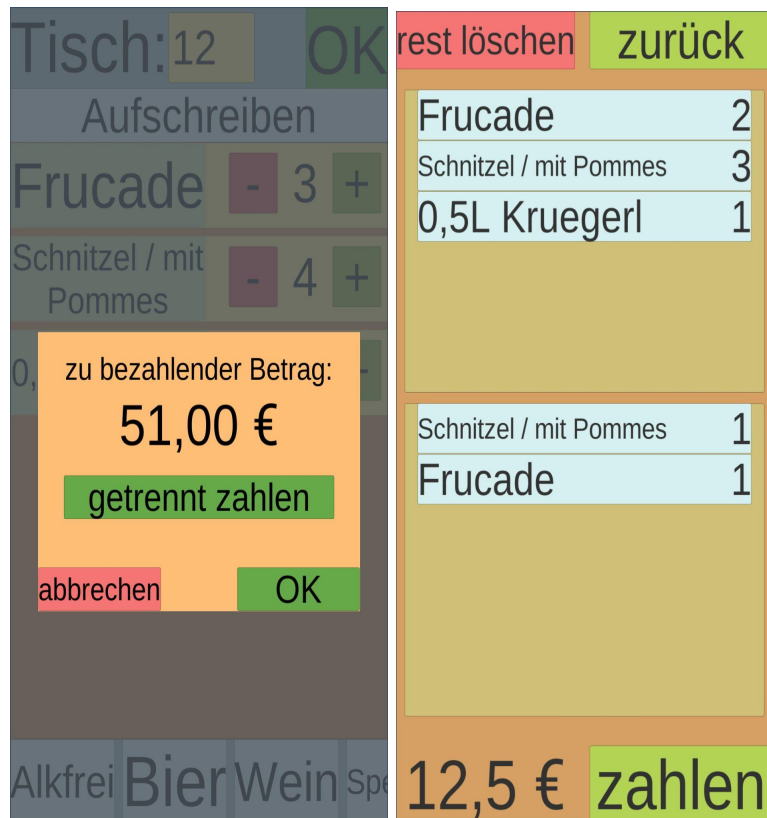 Tisch: 12 OK
Aufschreiben
Frucade - 3 +
Schnitzel / mit
Pommes - 4 +
0,
zu bezahlender Betrag:
51,00 €
getrennt zahlen
abbrechen OK
Alkfrei Bier Wein Spe
rest löschen zurück
Frucade 2
Schnitzel / mit Pommes 3
0,5L Kruegerl 1
Schnitzel / mit Pommes 1
Frucade 1
12,5 € zahlen